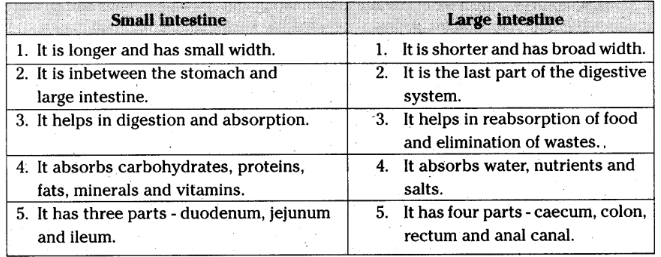 Small intestine
Large intestine
1. It is longer and has small width.
1. It is shorter and has broad width.
2. It is inbetween the stomach and
large intestine.
2. It is the last part of the digestive
system.
3. It helps in digestion and absorption.
3. It helps in reabsorption of food
and elimination of wastes..
4. It absorbs carbohydrates, proteins,
fats, minerals and vitamins.
4. It absorbs water, nutrients and
salts.
5. It has three parts - duodenum, jejunum
and ileum.
5. It has four parts - caecum, colon,
rectum and anal canal.